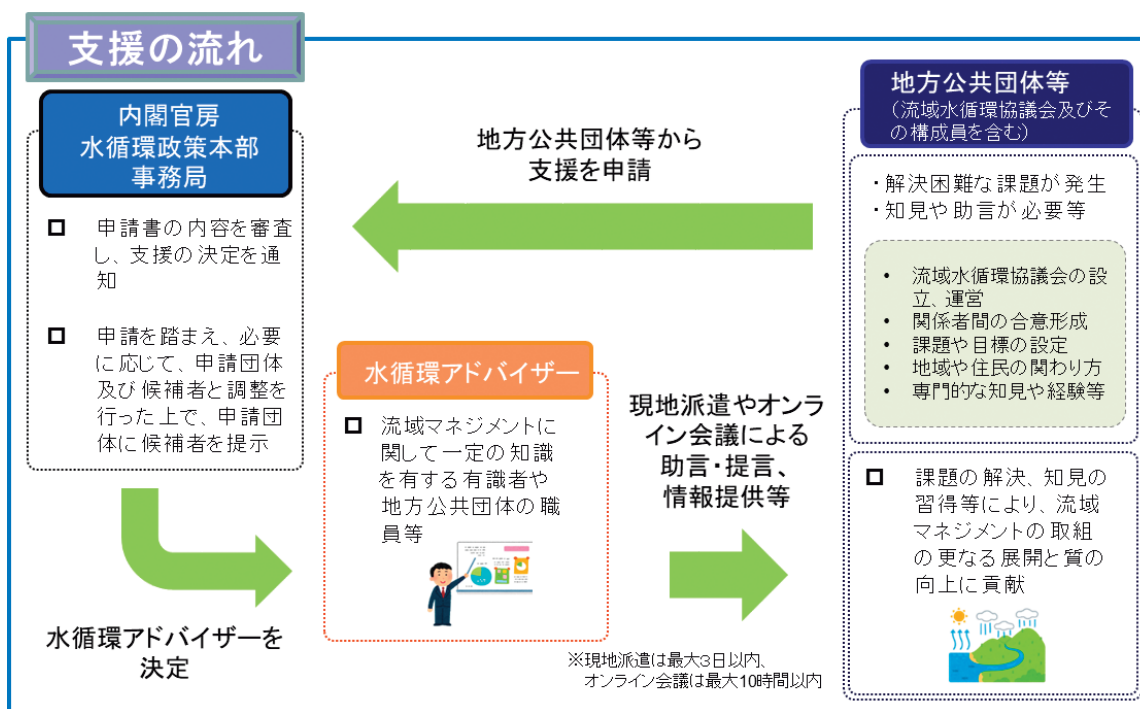 支援の流れ
内閣官房
水循環政策本部
事務局
□ 申請書の内容を審査
し、支援の決定を通
知
□ 申請を踏まえ、必要
に応じて、申請団体
及び候補者と調整を
行った上で、申請団
体に候補者を提示
水循環アドバイザーを
決定
地方公共団体等から
支援を申請
水循環アドバイザー
□ 流域マネジメントに
関して一定の知識
を有する有識者や
地方公共団体の職
員等
現地派遣やオンラ
イン会議による
助言・提言、
情報提供等
※現地派遣は最大3日以内、
オンライン会議は最大10時間以内
地方公共団体等
(流域水循環協議会及びそ
の構成員を含む)
・解決困難な課題が発生
・知見や助言が必要等
• 流域水循環協議会の設
立、運営
• 関係者間の合意形成
• 課題や目標の設定
• 地域や住民の関わり方
• 専門的な知見や経験等
□ 課題の解決、知見の
習得等により、流域
マネジメントの取組
の更なる展開と質の
向上に貢献